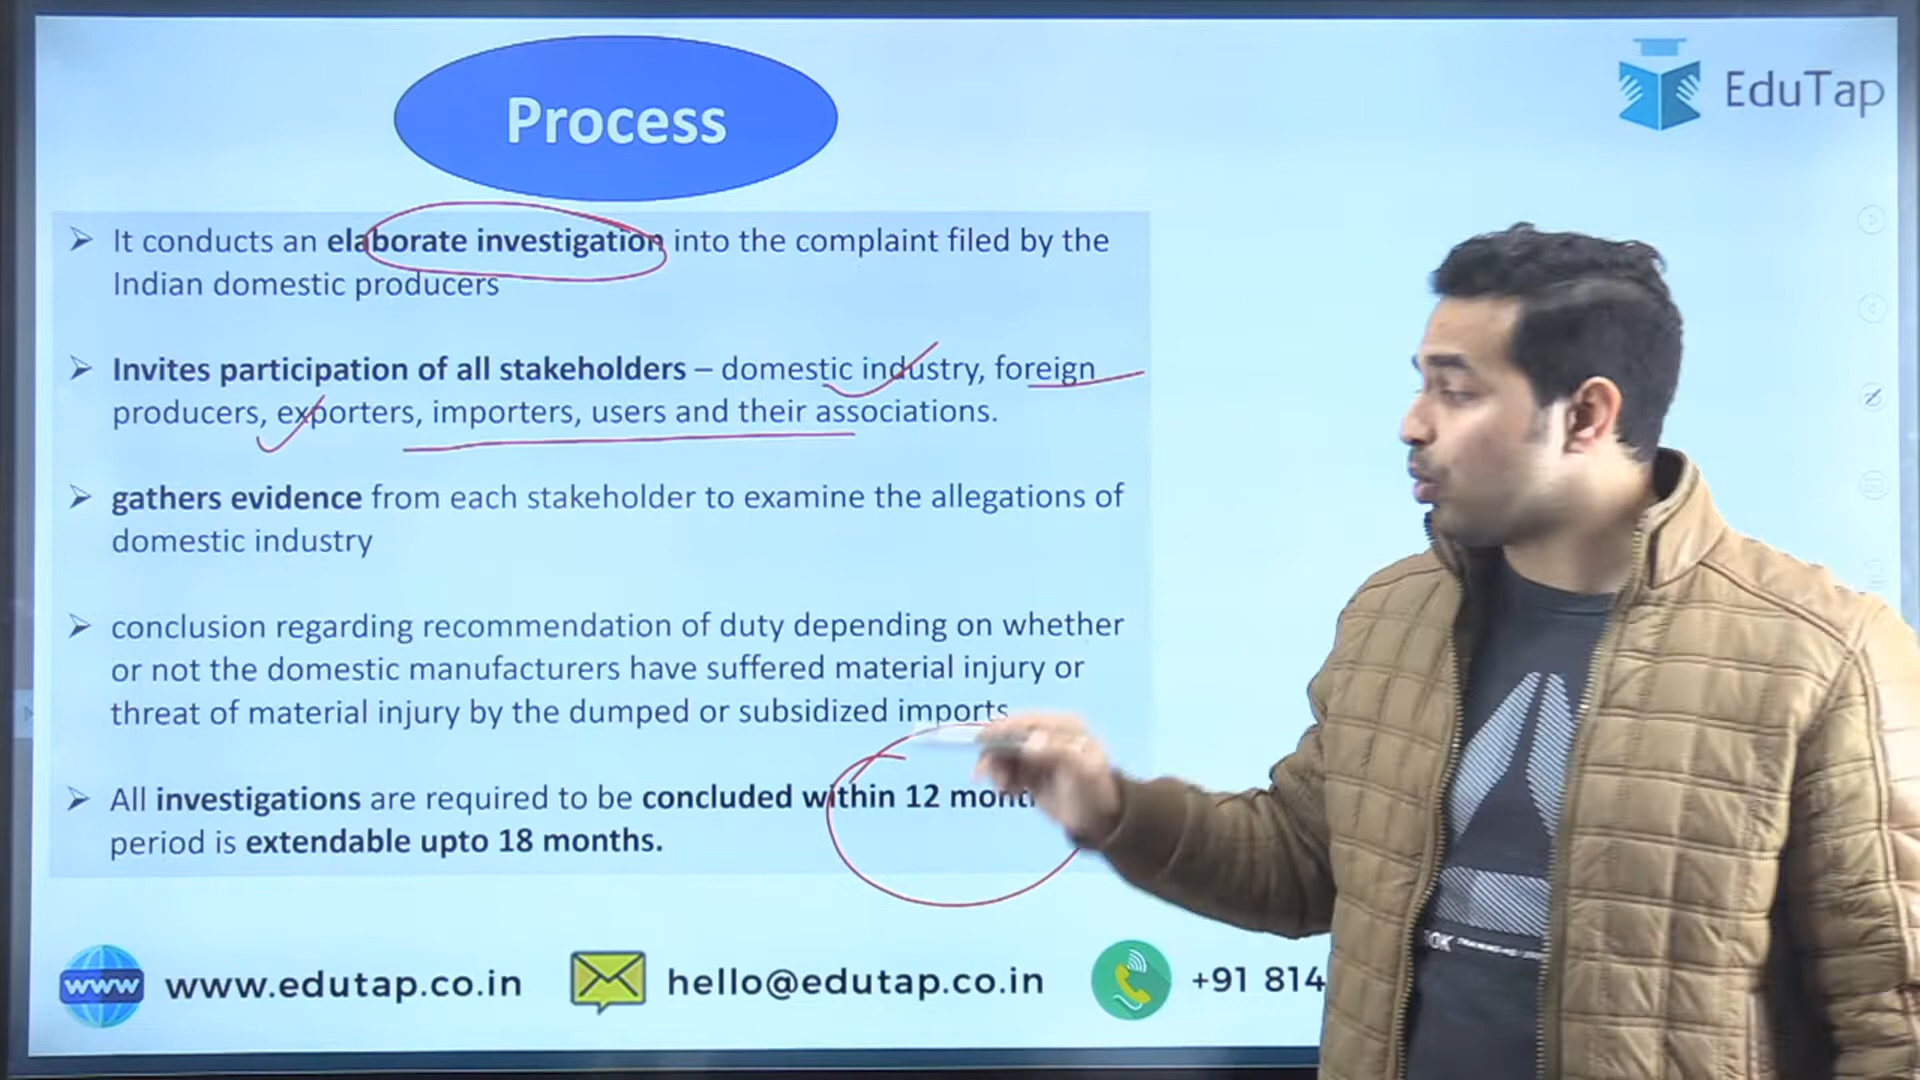 Process
EduTap
It conducts an elaborate investigation into the complaint filed by the
Indian domestic producers
Invites participation of all stakeholders – domestic industry, foreign
producers, exporters, importers, users and their associations.
gathers evidence from each stakeholder to examine the allegations of
domestic industry
conclusion regarding recommendation of duty depending on whether
or not the domestic manufacturers have suffered material injury or
threat of material injury by the dumped or subsidized imports
All investigations are required to be concluded within 12
period is extendable upto 18 months.
www www.edutap.co.in hello@edutap.co.in +91 814